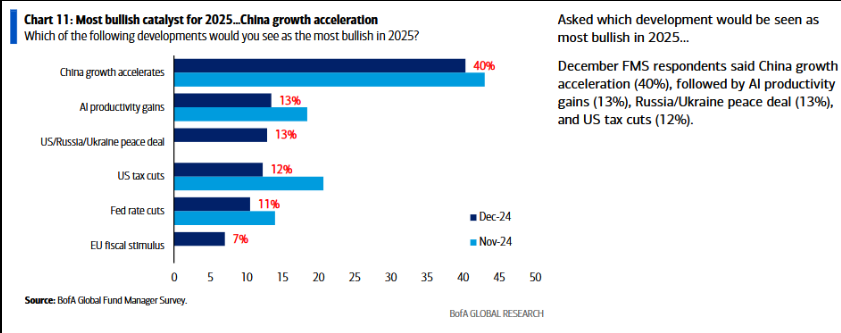 Chart 11: Most bullish catalyst for 2025...China growth acceleration
Which of the following developments would you see as the most bullish in 2025?
China growth accelerates
40%
AI productivity gains
13%
US/Russia/Ukraine peace deal
13%
US tax cuts
12%
Fed rate cuts
11%
EU fiscal stimulus
7%
Dec-24
Nov-24
0 5 10 15 20 25 30 35 40 45 50
Source: BofA Global Fund Manager Survey.
BofA GLOBAL RESEARCH
Asked which development would be seen as
most bullish in 2025...
December FMS respondents said China growth
acceleration (40%), followed by AI productivity
gains (13%), Russia/Ukraine peace deal (13%),
and US tax cuts (12%).